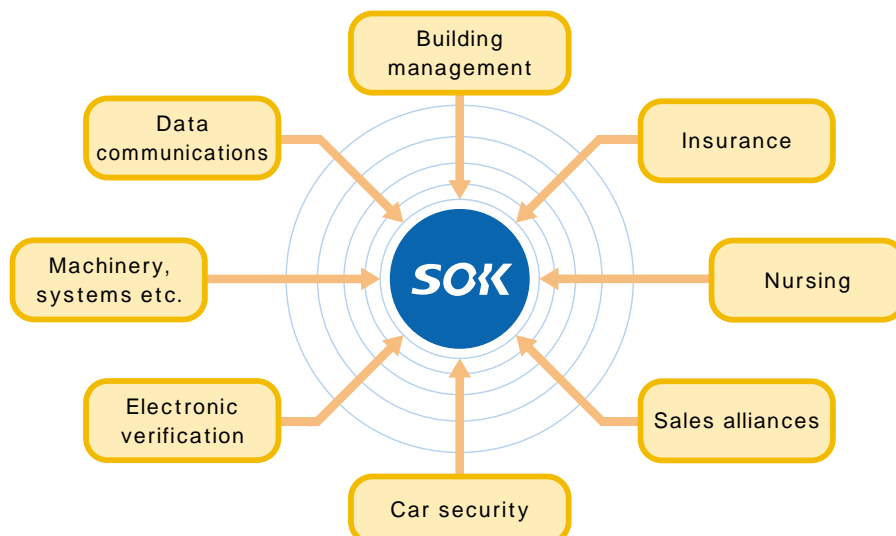 Building
management
Data
communications
Insurance
Machinery,
systems etc.
SOK
Nursing
Electronic
verification
Sales alliances
Car security